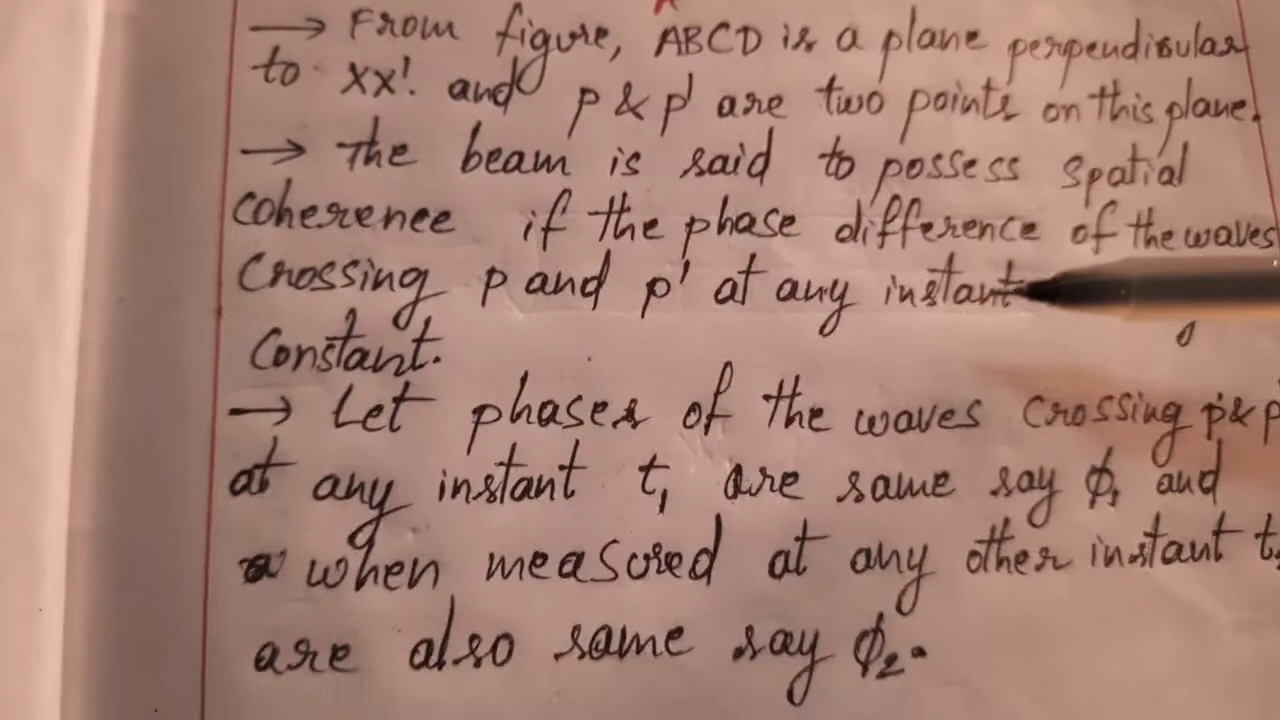 → From figure, ABCD is a plane perpendicular
to xx'. and p & p' are two points on this plane.
→ The beam is said to possess spatial
coherence if the phase difference of the waves
crossing p and p' at any instant
constant.
→ Let phases of the waves crossing p & p
at any instant t₁ are same say ϕ₁ and
when measured at any other instant t
are also same say ϕ₂.